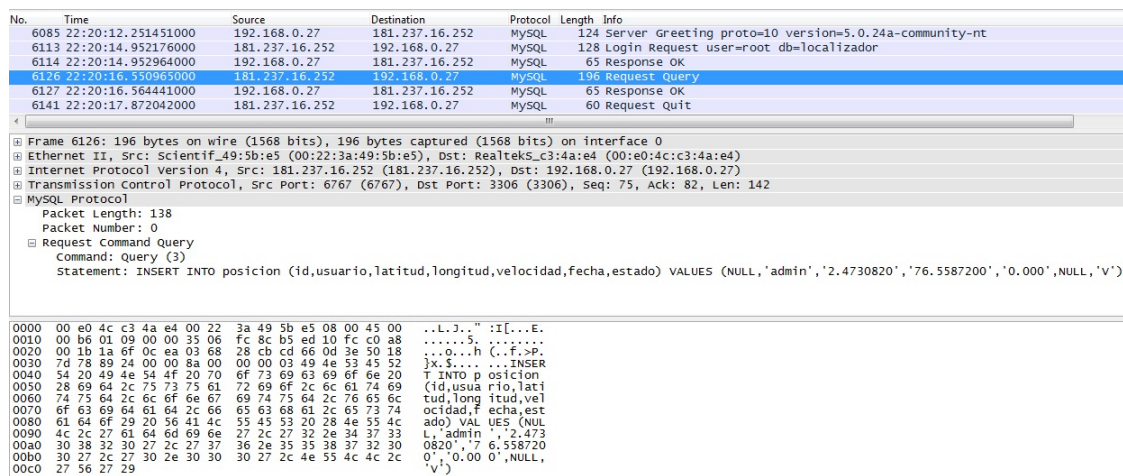 No. Time Source Destination Protocol Length Info
6085 22:20:12.251451000 192.168.0.27 181.237.16.252 MySQL 124 Server Greeting proto=10 version=5.0.24a-community-nt
6113 22:20:14.952176000 181.237.16.252 192.168.0.27 MySQL 128 Login Request user=root db=localizador
6114 22:20:14.952964000 192.168.0.27 181.237.16.252 MySQL 65 Response OK
6126 22:20:16.550965000 181.237.16.252 192.168.0.27 MySQL 196 Request Query
6127 22:20:16.564441000 192.168.0.27 181.237.16.252 MySQL 65 Response OK
6141 22:20:17.872042000 181.237.16.252 192.168.0.27 MySQL 60 Request Quit
Frame 6126: 196 bytes on wire (1568 bits), 196 bytes captured (1568 bits) on interface 0
Ethernet II, Src: Scientif_49:5b:e5 (00:22:3a:49:5b:e5), Dst: RealtekS_c3:4a:e4 (00:e0:4c:c3:4a:e4)
Internet Protocol Version 4, Src: 181.237.16.252 (181.237.16.252), Dst: 192.168.0.27 (192.168.0.27)
Transmission Control Protocol, Src Port: 6767 (6767), Dst Port: 3306 (3306), Seq: 75, Ack: 82, Len: 142
MySQL Protocol
Packet Length: 138
Packet Number: 0
Request Command Query
Command: Query (3)
Statement: INSERT INTO posicion (id,usuario,latitud,longitud,velocidad,fecha,estado) VALUES (NULL,'admin','2.4730820','76.5587200','0.000',NULL,'V')
0000 00 e0 4c c3 4a e4 00 22 3a 49 5b e5 08 00 45 00 ..L.J.." :I[...E.
0010 00 b6 01 09 00 00 35 06 fc 8c b5 ed 10 fc c0 a8 ......5. ........
0020 00 1b 1a 6f 0c ea 03 68 28 cb cd 66 0d 3e 50 18 ...o...h (..f.>P.
0030 7d 78 89 24 00 00 8a 00 00 00 03 49 4e 53 45 52 }x.$.... ...INSER
0040 54 20 49 4e 54 4f 20 70 6f 73 69 63 69 6f 6e 20 T INTO p osicion
0050 28 69 64 2c 75 73 75 61 72 69 6f 2c 6c 61 74 69 (id,usua rio,lati
0060 74 75 64 2c 6c 6f 6e 67 69 74 75 64 2c 76 65 6c tud,long itud,vel
0070 6f 63 69 64 61 64 2c 66 65 63 68 61 2c 65 73 74 ocidad,f echa,est
0080 61 64 6f 29 20 56 41 4c 55 45 53 20 28 4e 55 4c ado) VAL UES (NUL
0090 4c 2c 27 61 64 6d 69 6e 27 2c 27 32 2e 34 37 33 L,'admin ','2.473
00a0 30 38 32 30 27 2c 27 37 36 2e 35 35 38 37 32 30 0820','7 6.558720
00b0 30 27 2c 27 30 2e 30 30 30 27 2c 4e 55 4c 4c 2c 0','0.00 0',NULL,
00c0 27 56 27 29 'V')